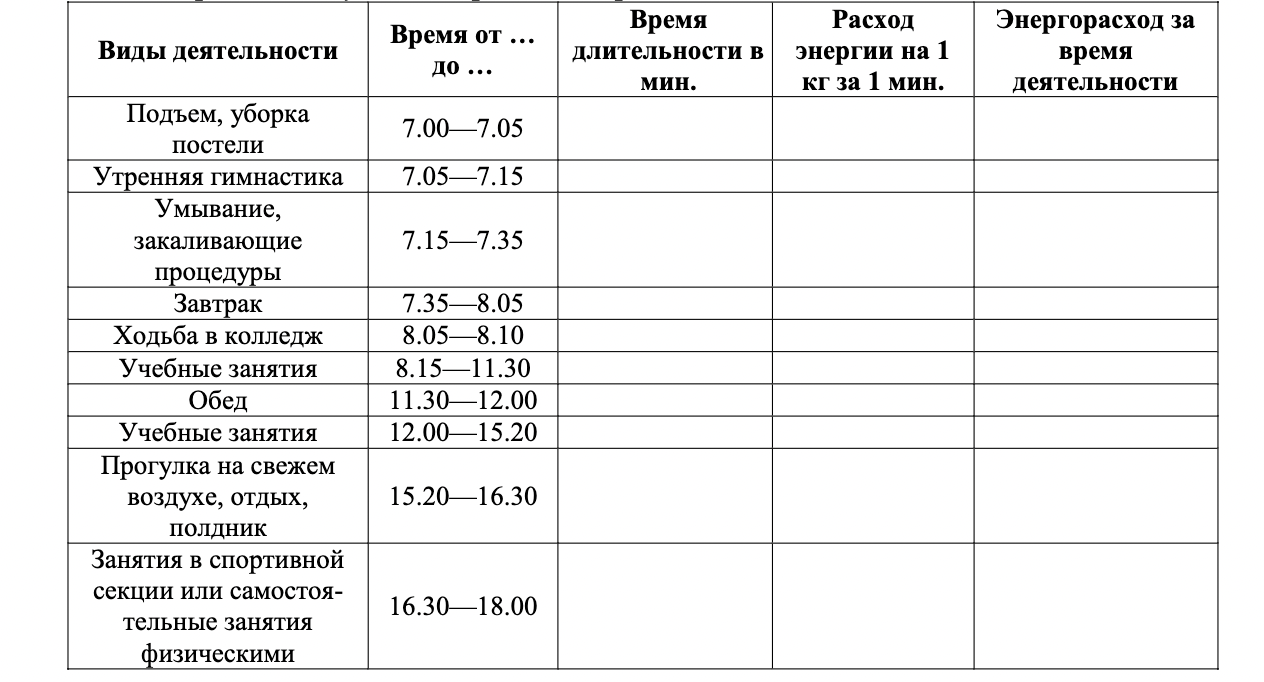 Виды деятельности
Время от …
до …
Время
длительности в
мин.
Расход
энергии на 1
кг за 1 мин.
Энергорасход за
время
деятельности
Подъем, уборка
постели
7.00—7.05
Утренняя гимнастика
7.05—7.15
Умывание,
закаливающие
процедуры
7.15—7.35
Завтрак
7.35—8.05
Ходьба в колледж
8.05—8.10
Учебные занятия
8.15—11.30
Обед
11.30—12.00
Учебные занятия
12.00—15.20
Прогулка на свежем
воздухе, отдых,
полдник
15.20—16.30
Занятия в спортивной
секции или самостоя-
тельные занятия
физическими
16.30—18.00